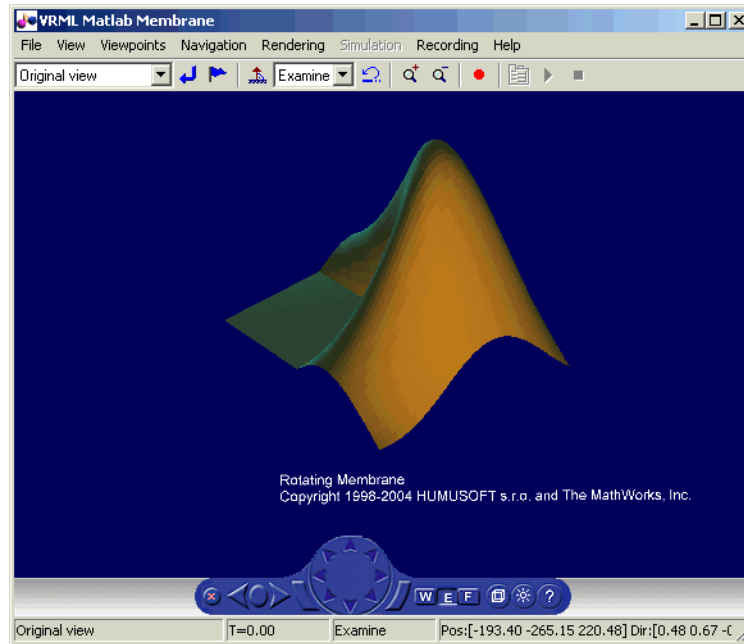 VRML Matlab Membrane
File View Viewpoints Navigation Rendering Simulation Recording Help
Original view Examine
Rotating Membrane
Copyright 1998-2004 HUMUSOFT s.r.o. and The MathWorks, Inc.
W E F ?
Original view T=0.00 Examine Pos:[-193.40 -265.15 220.48] Dir:[0.48 0.67 -(